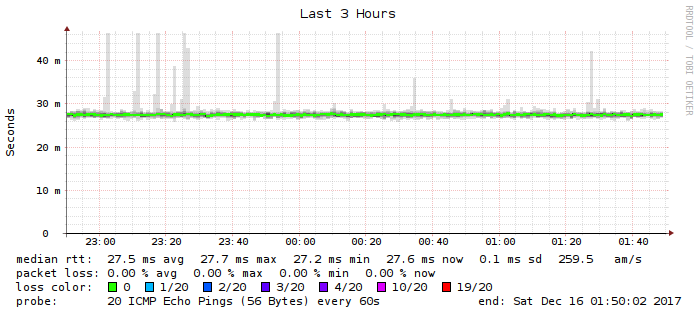 Last 3 Hours
RRDTOOL / TOBI OETIKER
Seconds
40 m
30 m
20 m
10 m
0
23:00 23:20 23:40 00:00 00:20 00:40 01:00 01:20 01:40
median rtt: 27.5 ms avg 27.7 ms max 27.2 ms min 27.6 ms now 0.1 ms sd 259.5 am/s
packet loss: 0.00 % avg 0.00 % max 0.00 % min 0.00 % now
loss color: 0 1/20 2/20 3/20 4/20 10/20 19/20
probe: 20 ICMP Echo Pings (56 Bytes) every 60s end: Sat Dec 16 01:50:02 2017